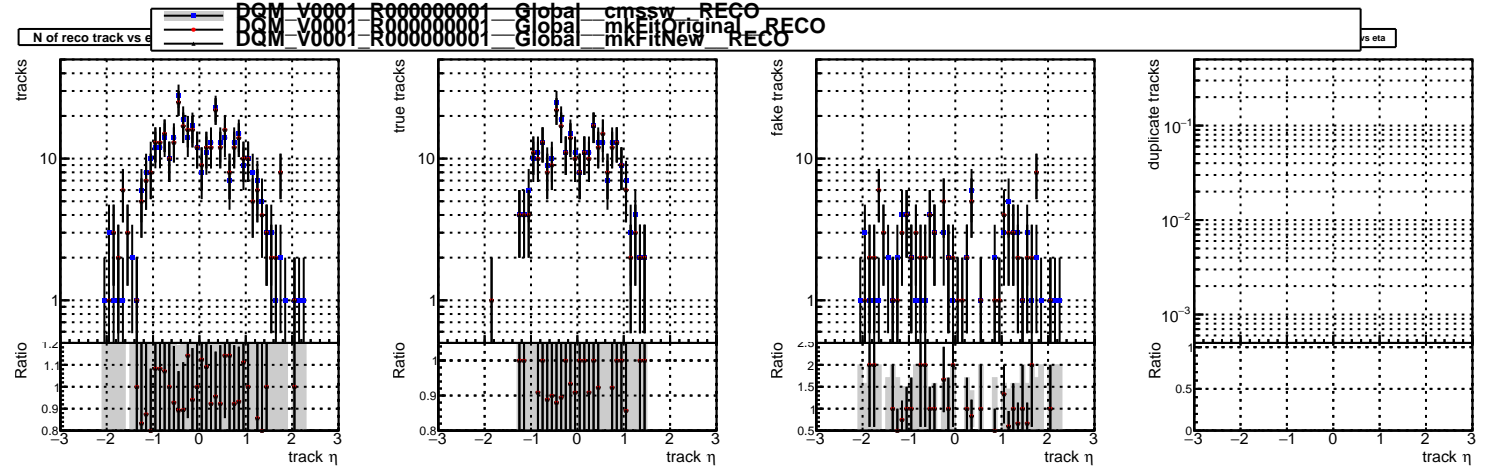 DQM_V0001_R000000001__Global__cmssw__RECO
DQM_V0001_R000000001__Global__mkFitOriginal__RECO
DQM_V0001_R000000001__Global__mkFitNew__RECO
N of reco track vs e
vs eta
tracks
10
1
Ratio
1.2
1.1
1
0.9
0.8
−3 −2 −1 0 1 2 3
track η
true tracks
10
1
Ratio
1
0.9
0.8
−3 −2 −1 0 1 2 3
track η
fake tracks
10
1
Ratio
2.5
2
1.5
1
0.5
−3 −2 −1 0 1 2 3
track η
duplicate tracks
10−1
10−2
10−3
Ratio
1
0.5
0
−3 −2 −1 0 1 2 3
track η